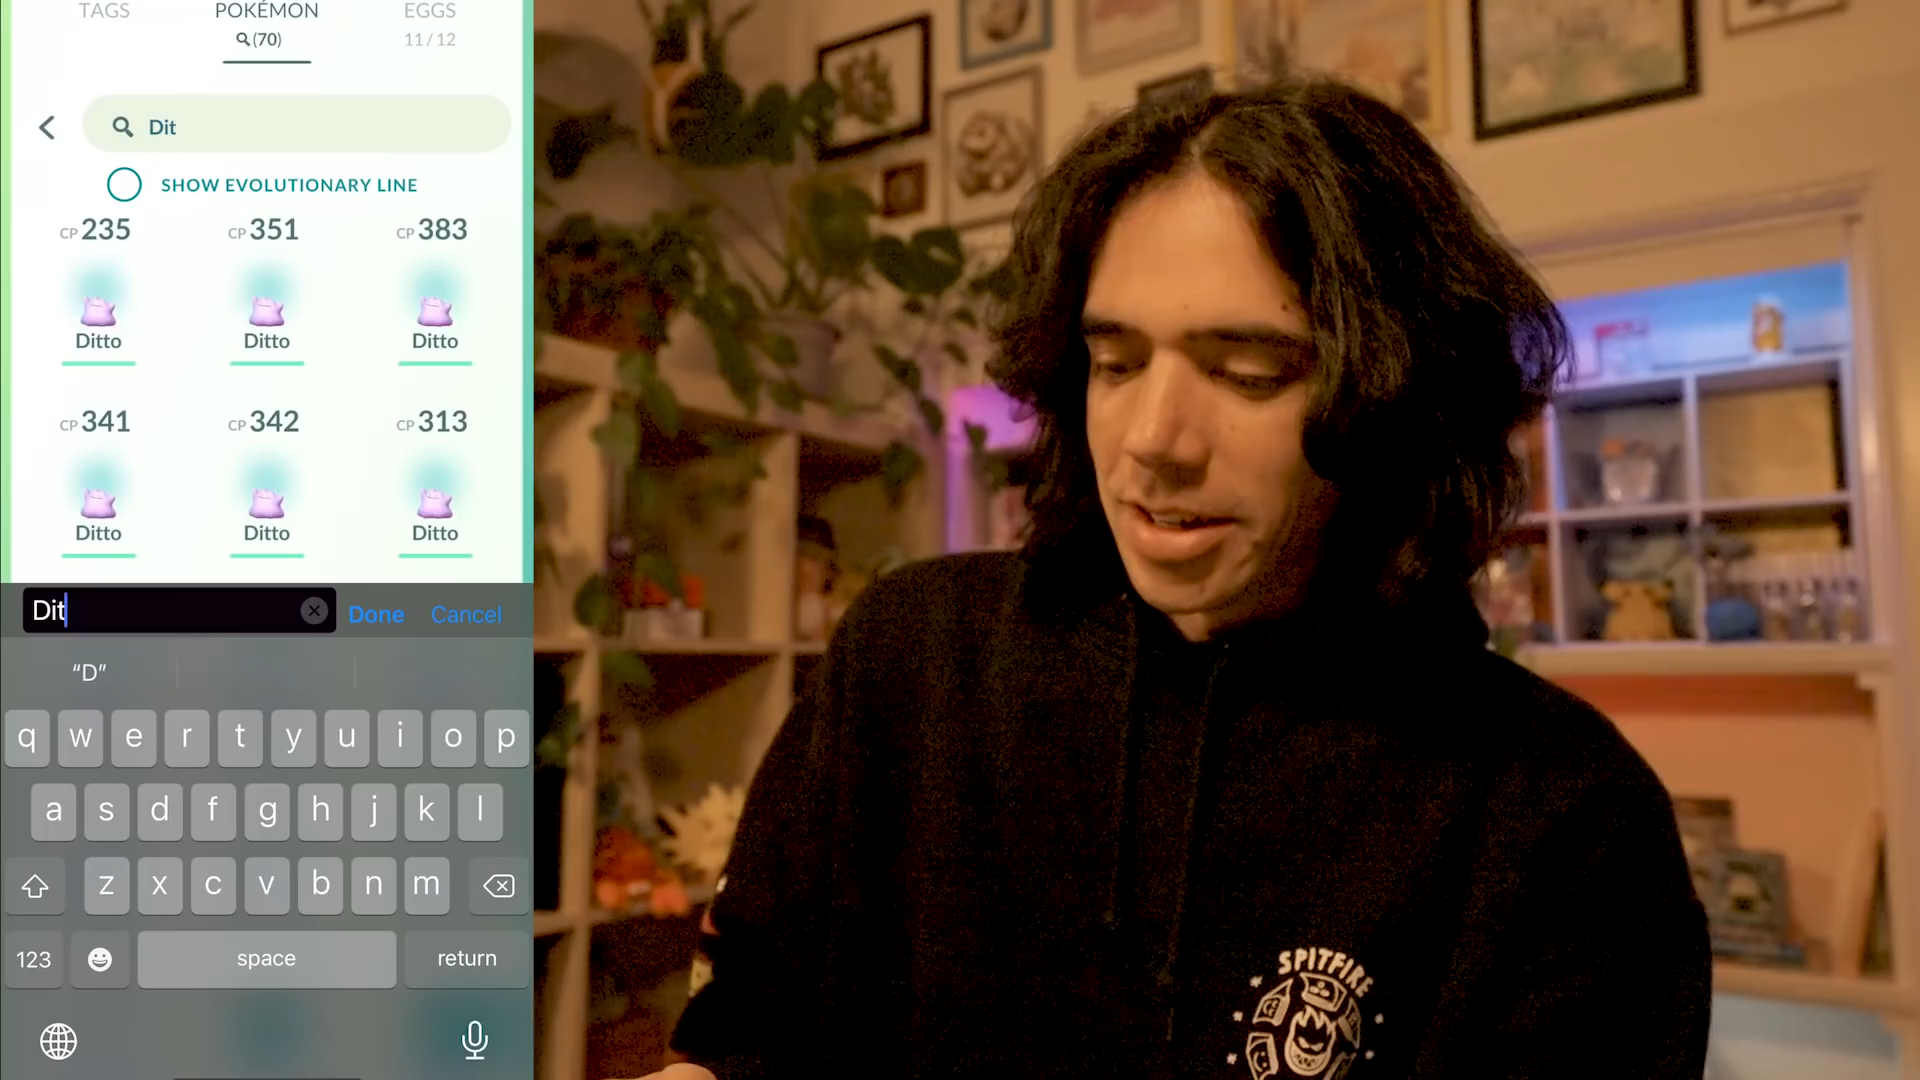 TAGS
POKÉMON
EGGS
(70)
11 / 12
Dit
SHOW EVOLUTIONARY LINE
CP 235
CP 351
CP 383
Ditto
Ditto
Ditto
CP 341
CP 342
CP 313
Ditto
Ditto
Ditto
Dit
Done
Cancel
“D”
q w e r t y u i o p
a s d f g h j k l
z x c v b n m
123
space
return
SPITFIRE